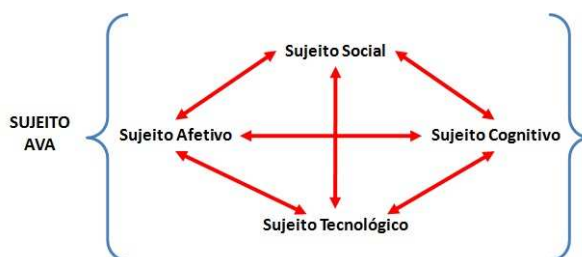 Sujeito Social
SUJEITO
AVA
Sujeito Afetivo
Sujeito Cognitivo
Sujeito Tecnológico